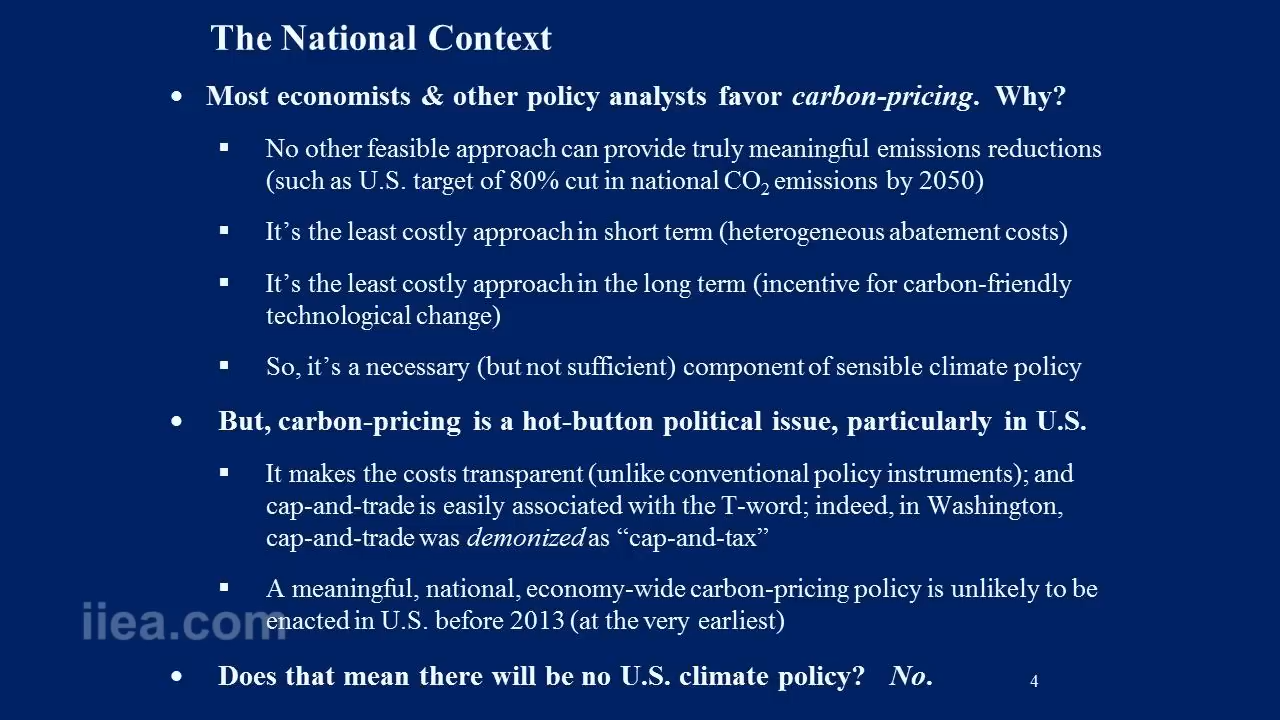 The National Context
• Most economists & other policy analysts favor carbon-pricing. Why?
▪ No other feasible approach can provide truly meaningful emissions reductions
(such as U.S. target of 80% cut in national CO₂ emissions by 2050)
▪ It’s the least costly approach in short term (heterogeneous abatement costs)
▪ It’s the least costly approach in the long term (incentive for carbon-friendly
technological change)
▪ So, it’s a necessary (but not sufficient) component of sensible climate policy
• But, carbon-pricing is a hot-button political issue, particularly in U.S.
▪ It makes the costs transparent (unlike conventional policy instruments); and
cap-and-trade is easily associated with the T-word; indeed, in Washington,
cap-and-trade was demonized as “cap-and-tax”
▪ A meaningful, national, economy-wide carbon-pricing policy is unlikely to be
enacted in U.S. before 2013 (at the very earliest)
iiea.com
• Does that mean there will be no U.S. climate policy? No.
4